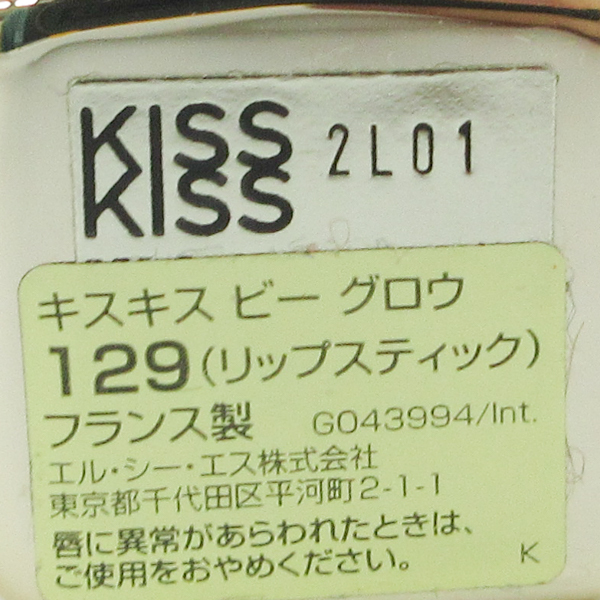 KISS 2L01
KISS
キスキス ビー グロウ
129(リップスティック)
フランス製 G043994/Int.
エル・シー・エス株式会社
東京都千代田区平河町2-1-1
唇に異常があらわれたときは、
ご使用をおやめください。 K